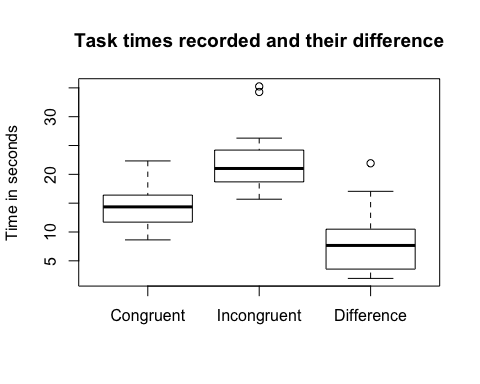 Task times recorded and their difference
Time in seconds
30
20
10
5
Congruent Incongruent Difference